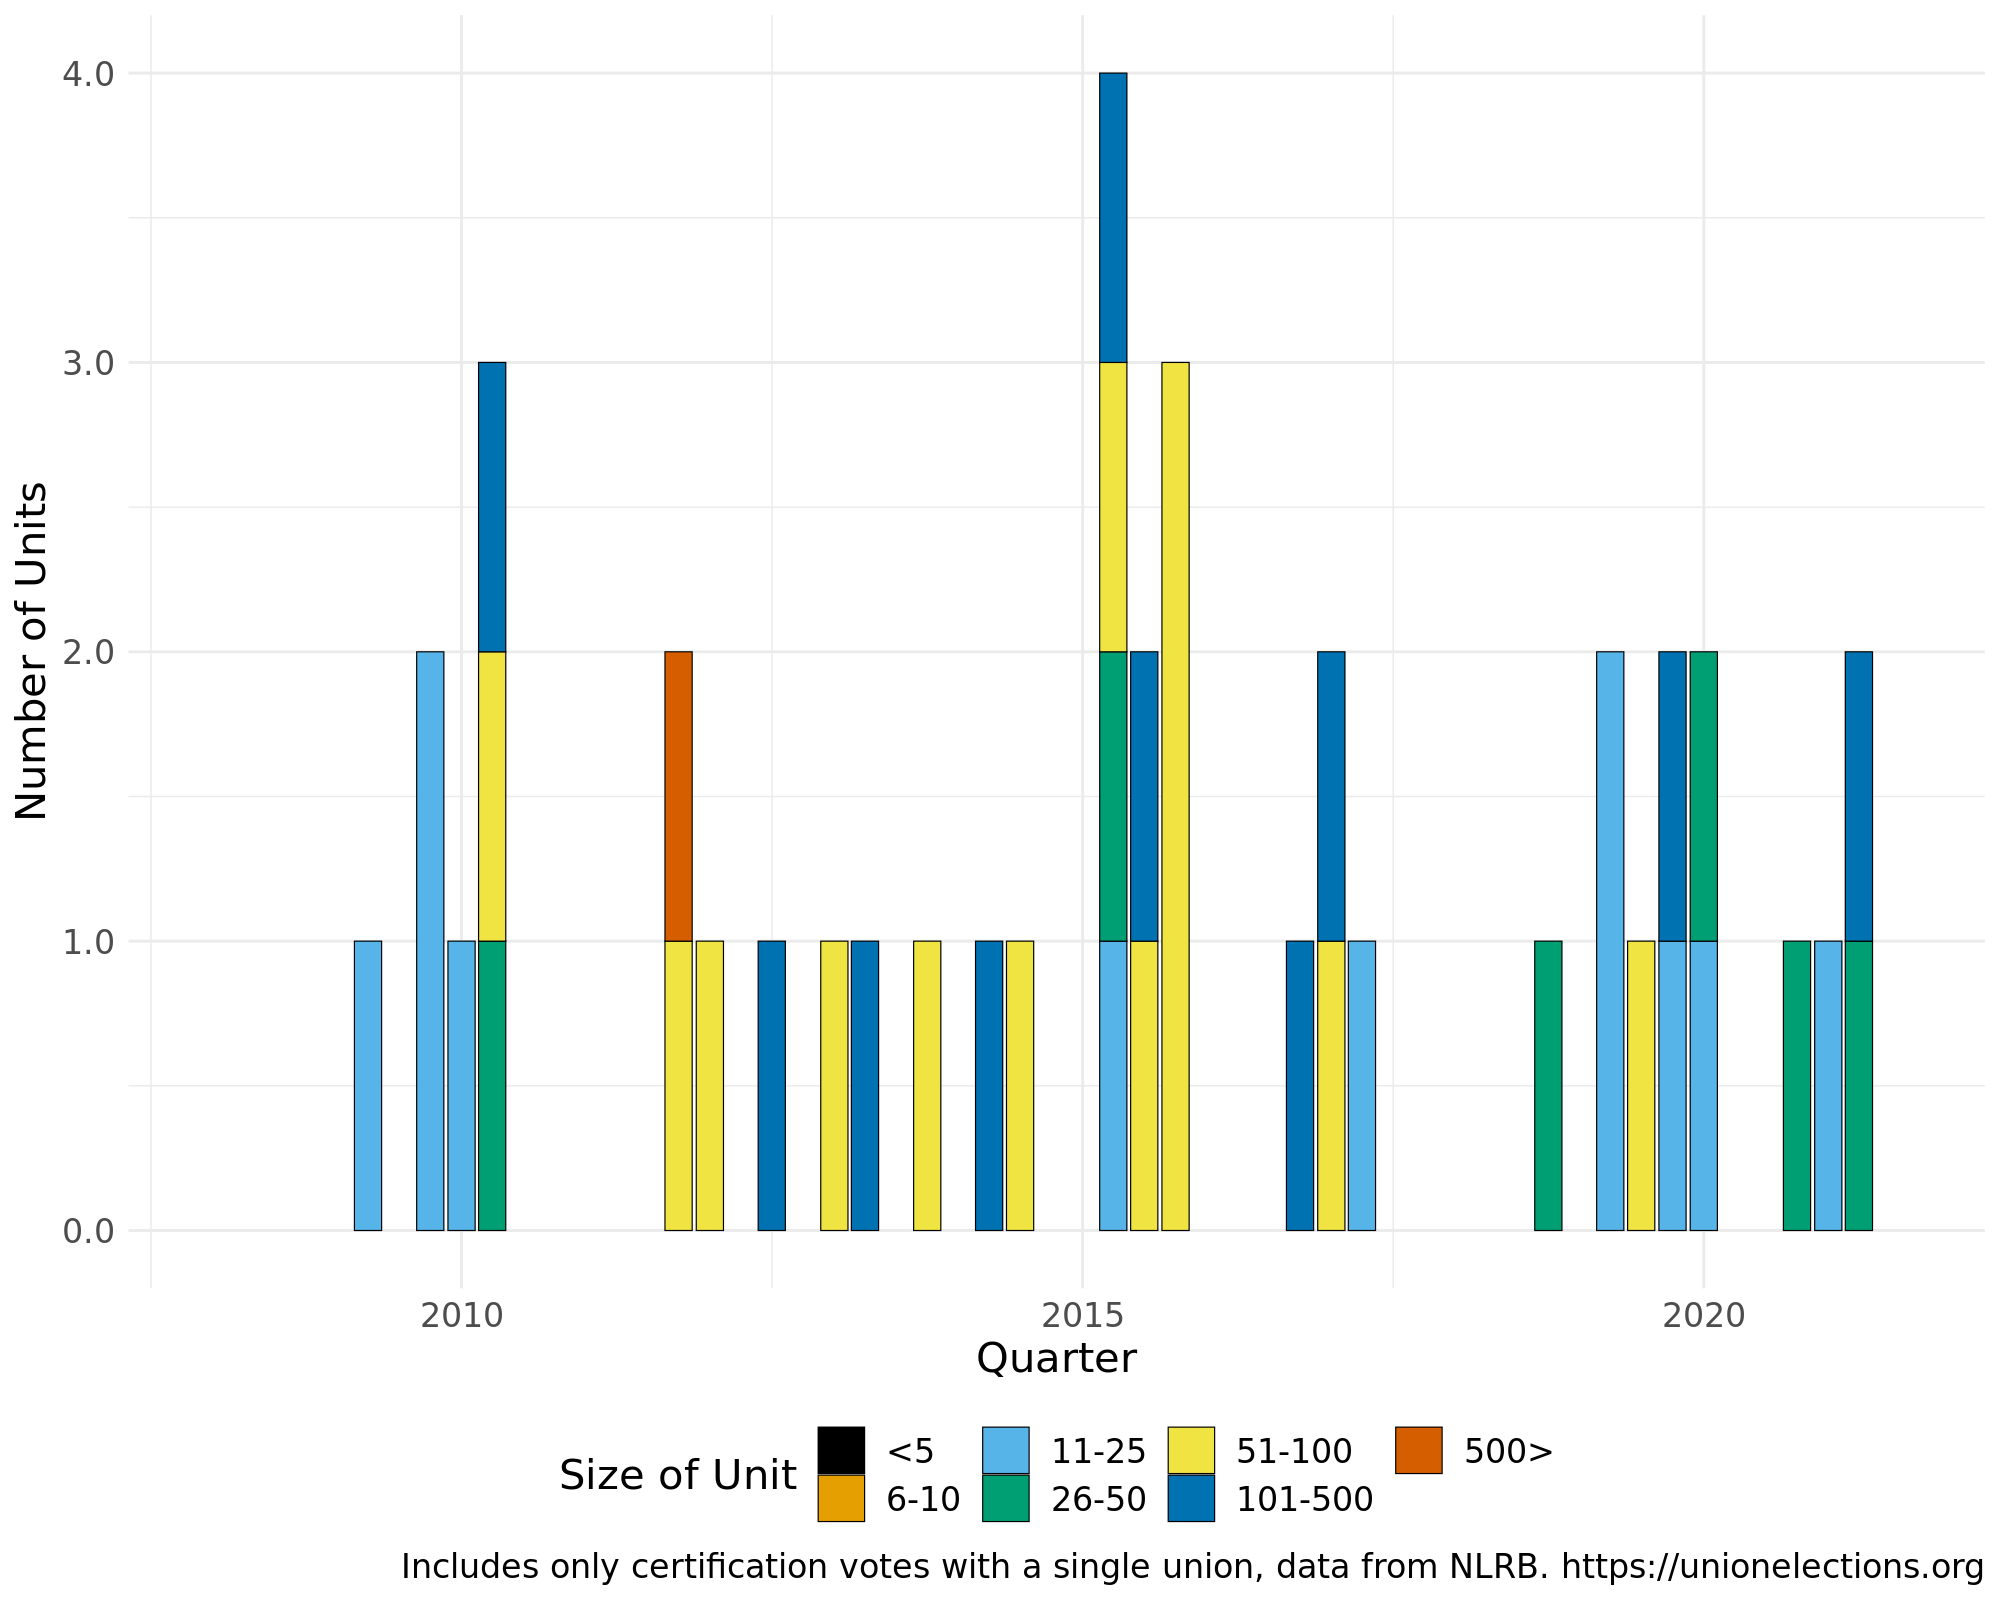 4.0
3.0
2.0
1.0
0.0
Number of Units
2010 2015 2020
Quarter
Size of Unit
<5 11-25 51-100 500>
6-10 26-50 101-500
Includes only certification votes with a single union, data from NLRB. https://unionelections.org